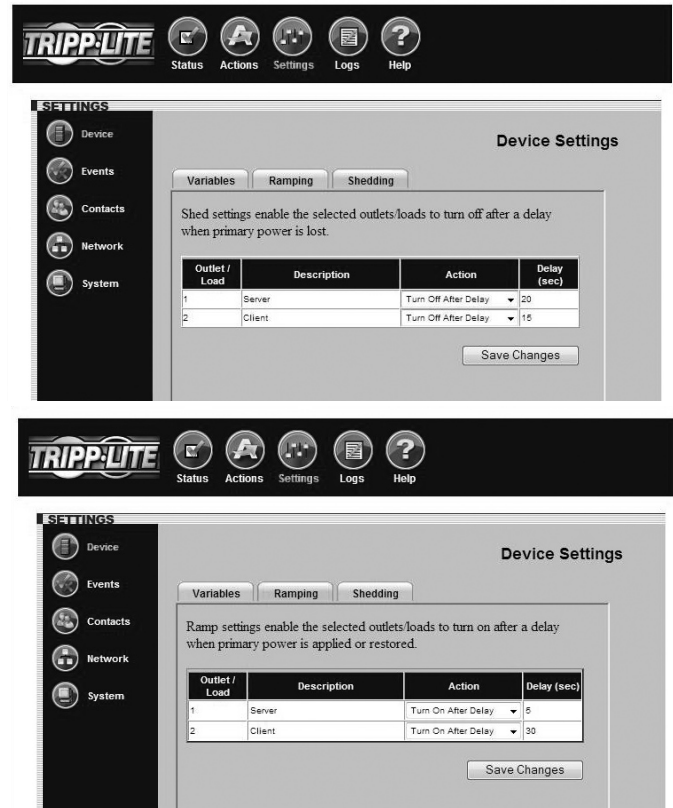 TRIPP·LITE
Status Actions Settings Logs Help
SETTINGS
Device
Events
Contacts
Network
System
Device Settings
Variables Ramping Shedding
Shed settings enable the selected outlets/loads to turn off after a delay
when primary power is lost.
Outlet / Load Description Action Delay (sec)
1 Server Turn Off After Delay 20
2 Client Turn Off After Delay 15
Save Changes
TRIPP·LITE
Status Actions Settings Logs Help
SETTINGS
Device
Events
Contacts
Network
System
Device Settings
Variables Ramping Shedding
Ramp settings enable the selected outlets/loads to turn on after a delay
when primary power is applied or restored.
Outlet / Load Description Action Delay (sec)
1 Server Turn On After Delay 5
2 Client Turn On After Delay 30
Save Changes